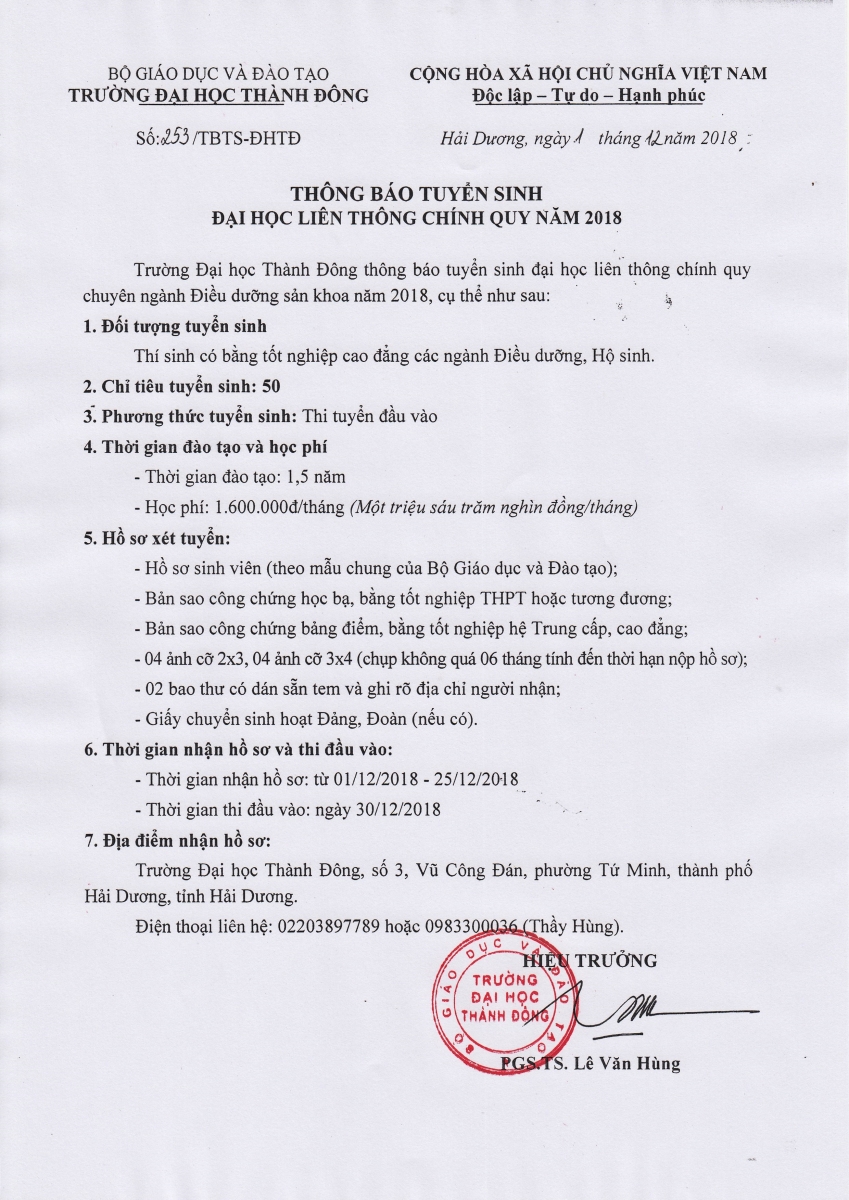 BỘ GIÁO DỤC VÀ ĐÀO TẠO
TRƯỜNG ĐẠI HỌC THÀNH ĐÔNG
Số:253/TBTS-ĐHTĐ
CỘNG HÒA XÃ HỘI CHỦ NGHĨA VIỆT NAM
Độc lập – Tự do – Hạnh phúc
Hải Dương, ngày 1 tháng 12 năm 2018
THÔNG BÁO TUYỂN SINH
ĐẠI HỌC LIÊN THÔNG CHÍNH QUY NĂM 2018
Trường Đại học Thành Đông thông báo tuyển sinh đại học liên thông chính quy
chuyên ngành Điều dưỡng sản khoa năm 2018, cụ thể như sau:
1. Đối tượng tuyển sinh
Thí sinh có bằng tốt nghiệp cao đẳng các ngành Điều dưỡng, Hộ sinh.
2. Chỉ tiêu tuyển sinh: 50
3. Phương thức tuyển sinh: Thi tuyển đầu vào
4. Thời gian đào tạo và học phí
- Thời gian đào tạo: 1,5 năm
- Học phí: 1.600.000đ/tháng (Một triệu sáu trăm nghìn đồng/tháng)
5. Hồ sơ xét tuyển:
- Hồ sơ sinh viên (theo mẫu chung của Bộ Giáo dục và Đào tạo);
- Bản sao công chứng học bạ, bằng tốt nghiệp THPT hoặc tương đương;
- Bản sao công chứng bảng điểm, bằng tốt nghiệp hệ Trung cấp, cao đẳng;
- 04 ảnh cỡ 2x3, 04 ảnh cỡ 3x4 (chụp không quá 06 tháng tính đến thời hạn nộp hồ sơ);
- 02 bao thư có dán sẵn tem và ghi rõ địa chỉ người nhận;
- Giấy chuyển sinh hoạt Đảng, Đoàn (nếu có).
6. Thời gian nhận hồ sơ và thi đầu vào:
- Thời gian nhận hồ sơ: từ 01/12/2018 - 25/12/2018
- Thời gian thi đầu vào: ngày 30/12/2018
7. Địa điểm nhận hồ sơ:
Trường Đại học Thành Đông, số 3, Vũ Công Đán, phường Tứ Minh, thành phố
Hải Dương, tỉnh Hải Dương.
Điện thoại liên hệ: 02203897789 hoặc 0983300036 (Thầy Hùng).
HIỆU TRƯỞNG
BỘ GIÁO DỤC VÀ ĐÀO TẠO
TRƯỜNG
ĐẠI HỌC
THÀNH ĐÔNG
PGS.TS. Lê Văn Hùng